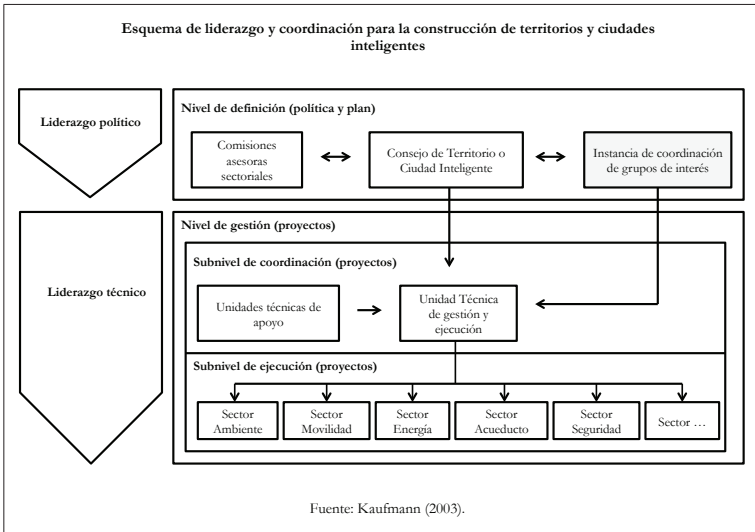 Esquema de liderazgo y coordinación para la construcción de territorios y ciudades
inteligentes
Liderazgo político
Nivel de definición (política y plan)
Comisiones
asesoras
sectoriales
Consejo de Territorio o
Ciudad Inteligente
Instancia de coordinación
de grupos de interés
Liderazgo técnico
Nivel de gestión (proyectos)
Subnivel de coordinación (proyectos)
Unidades técnicas de
apoyo
Unidad Técnica
de gestión y
ejecución
Subnivel de ejecución (proyectos)
Sector
Ambiente
Sector
Movilidad
Sector
Energía
Sector
Acueducto
Sector
Seguridad
Sector …
Fuente: Kaufmann (2003).